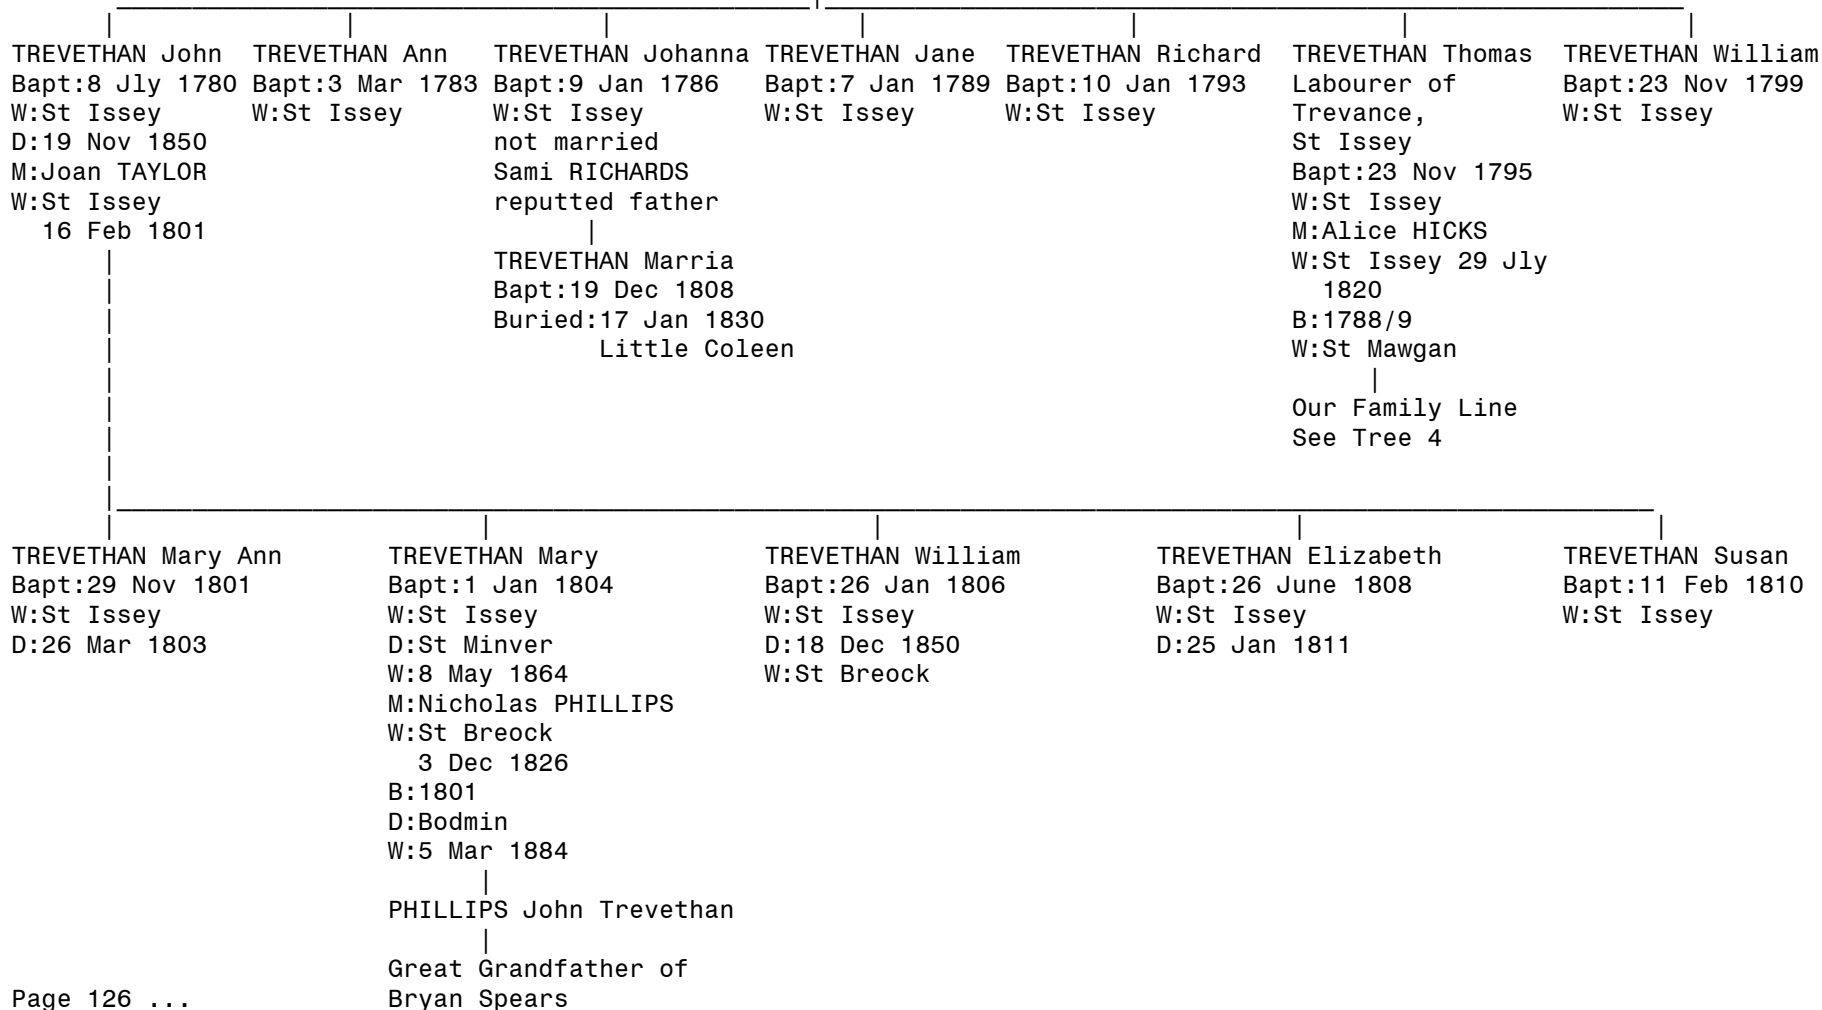 TREVETHAN John  TREVETHAN Ann   TREVETHAN Johanna TREVETHAN Jane  TREVETHAN Richard  TREVETHAN Thomas  TREVETHAN William
Bapt:8 Jly 1780 Bapt:3 Mar 1783 Bapt:9 Jan 1786   Bapt:7 Jan 1789 Bapt:10 Jan 1793   Labourer of       Bapt:23 Nov 1799
W:St Issey      W:St Issey      W:St Issey        W:St Issey      W:St Issey         Trevance,         W:St Issey
D:19 Nov 1850                   not married                                          St Issey
M:Joan TAYLOR                   Sami RICHARDS                                        Bapt:23 Nov 1795
W:St Issey                      reputted father                                      W:St Issey
16 Feb 1801                                                                          M:Alice HICKS
TREVETHAN Marria                                     W:St Issey 29 Jly
Bapt:19 Dec 1808                                     1820
Buried:17 Jan 1830                                   B:1788/9
Little Coleen                                        W:St Mawgan
Our Family Line
See Tree 4
TREVETHAN Mary Ann       TREVETHAN Mary           TREVETHAN William         TREVETHAN Elizabeth        TREVETHAN Susan
Bapt:29 Nov 1801         Bapt:1 Jan 1804          Bapt:26 Jan 1806          Bapt:26 June 1808          Bapt:11 Feb 1810
W:St Issey               W:St Issey               W:St Issey                W:St Issey                 W:St Issey
D:26 Mar 1803            D:St Minver              D:18 Dec 1850             D:25 Jan 1811
W:8 May 1864             W:St Breock
M:Nicholas PHILLIPS
W:St Breock
3 Dec 1826
B:1801
D:Bodmin
W:5 Mar 1884
PHILLIPS John Trevethan
Great Grandfather of
Page 126 ...             Bryan Spears